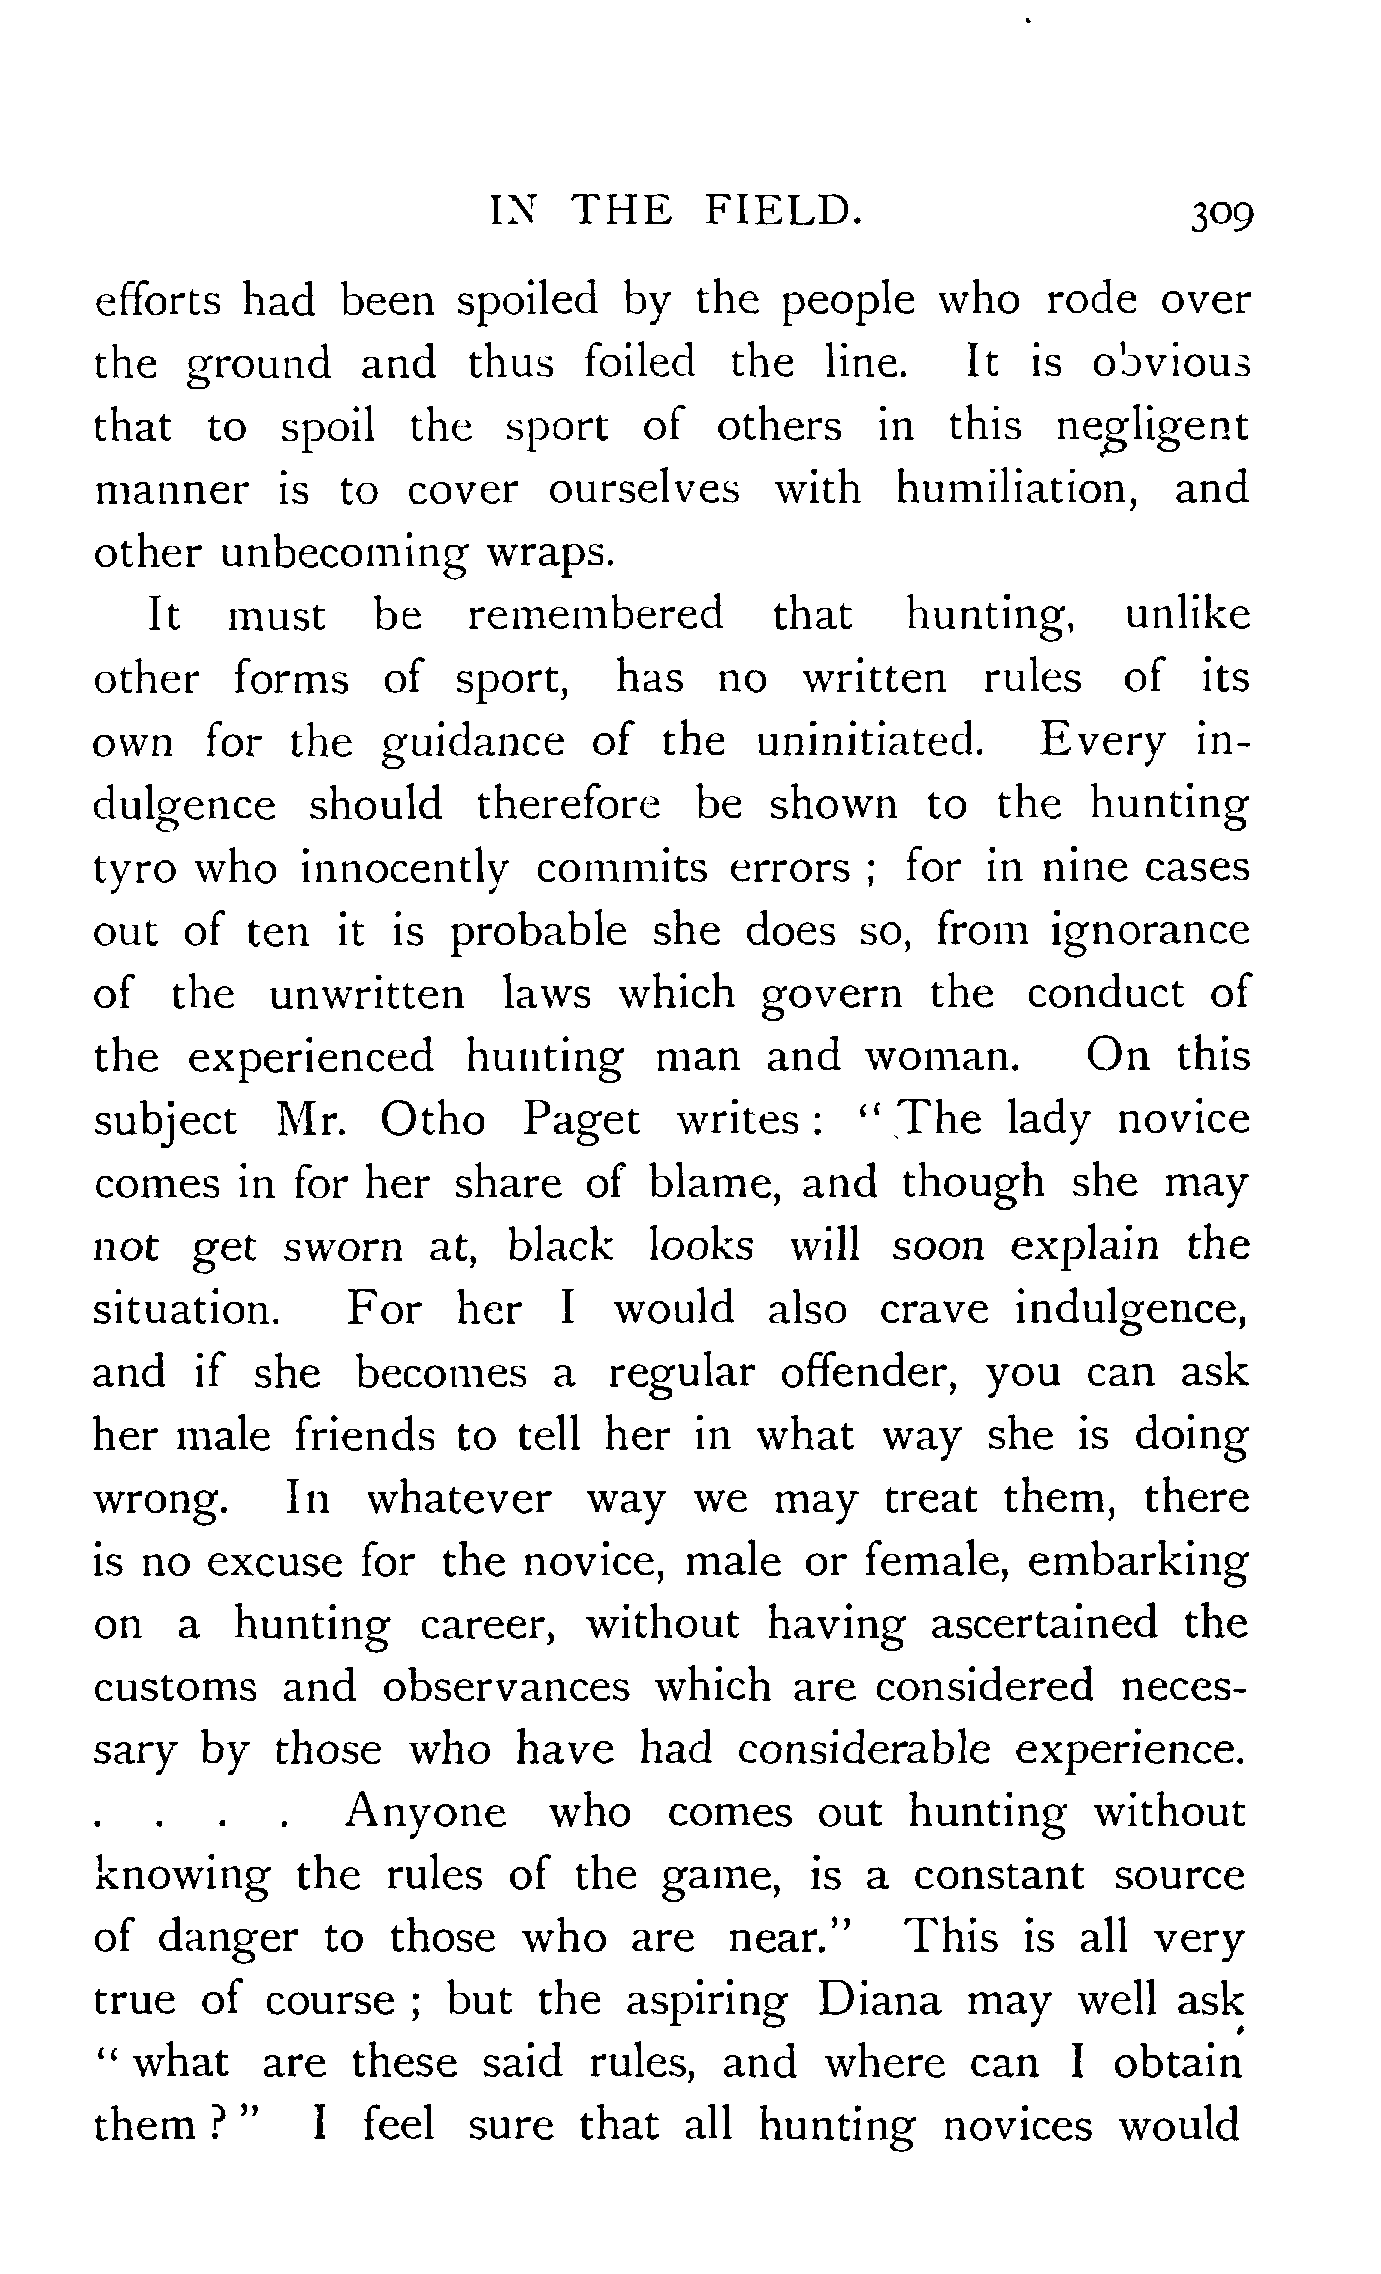 IN THE FIELD. 309
efforts had been spoiled by the people who rode over
the ground and thus foiled the line. It is obvious
that to spoil the sport of others in this negligent
manner is to cover ourselves with humiliation, and
other unbecoming wraps.
It must be remembered that hunting, unlike
other forms of sport, has no written rules of its
own for the guidance of the uninitiated. Every in-
dulgence should therefore be shown to the hunting
tyro who innocently commits errors ; for in nine cases
out of ten it is probable she does so, from ignorance
of the unwritten laws which govern the conduct of
the experienced hunting man and woman. On this
subject Mr. Otho Paget writes : “ The lady novice
comes in for her share of blame, and though she may
not get sworn at, black looks will soon explain the
situation. For her I would also crave indulgence,
and if she becomes a regular offender, you can ask
her male friends to tell her in what way she is doing
wrong. In whatever way we may treat them, there
is no excuse for the novice, male or female, embarking
on a hunting career, without having ascertained the
customs and observances which are considered neces-
sary by those who have had considerable experience.
. . . . Anyone who comes out hunting without
knowing the rules of the game, is a constant source
of danger to those who are near.” This is all very
true of course ; but the aspiring Diana may well ask
“ what are these said rules, and where can I obtain
them ? ” I feel sure that all hunting novices would